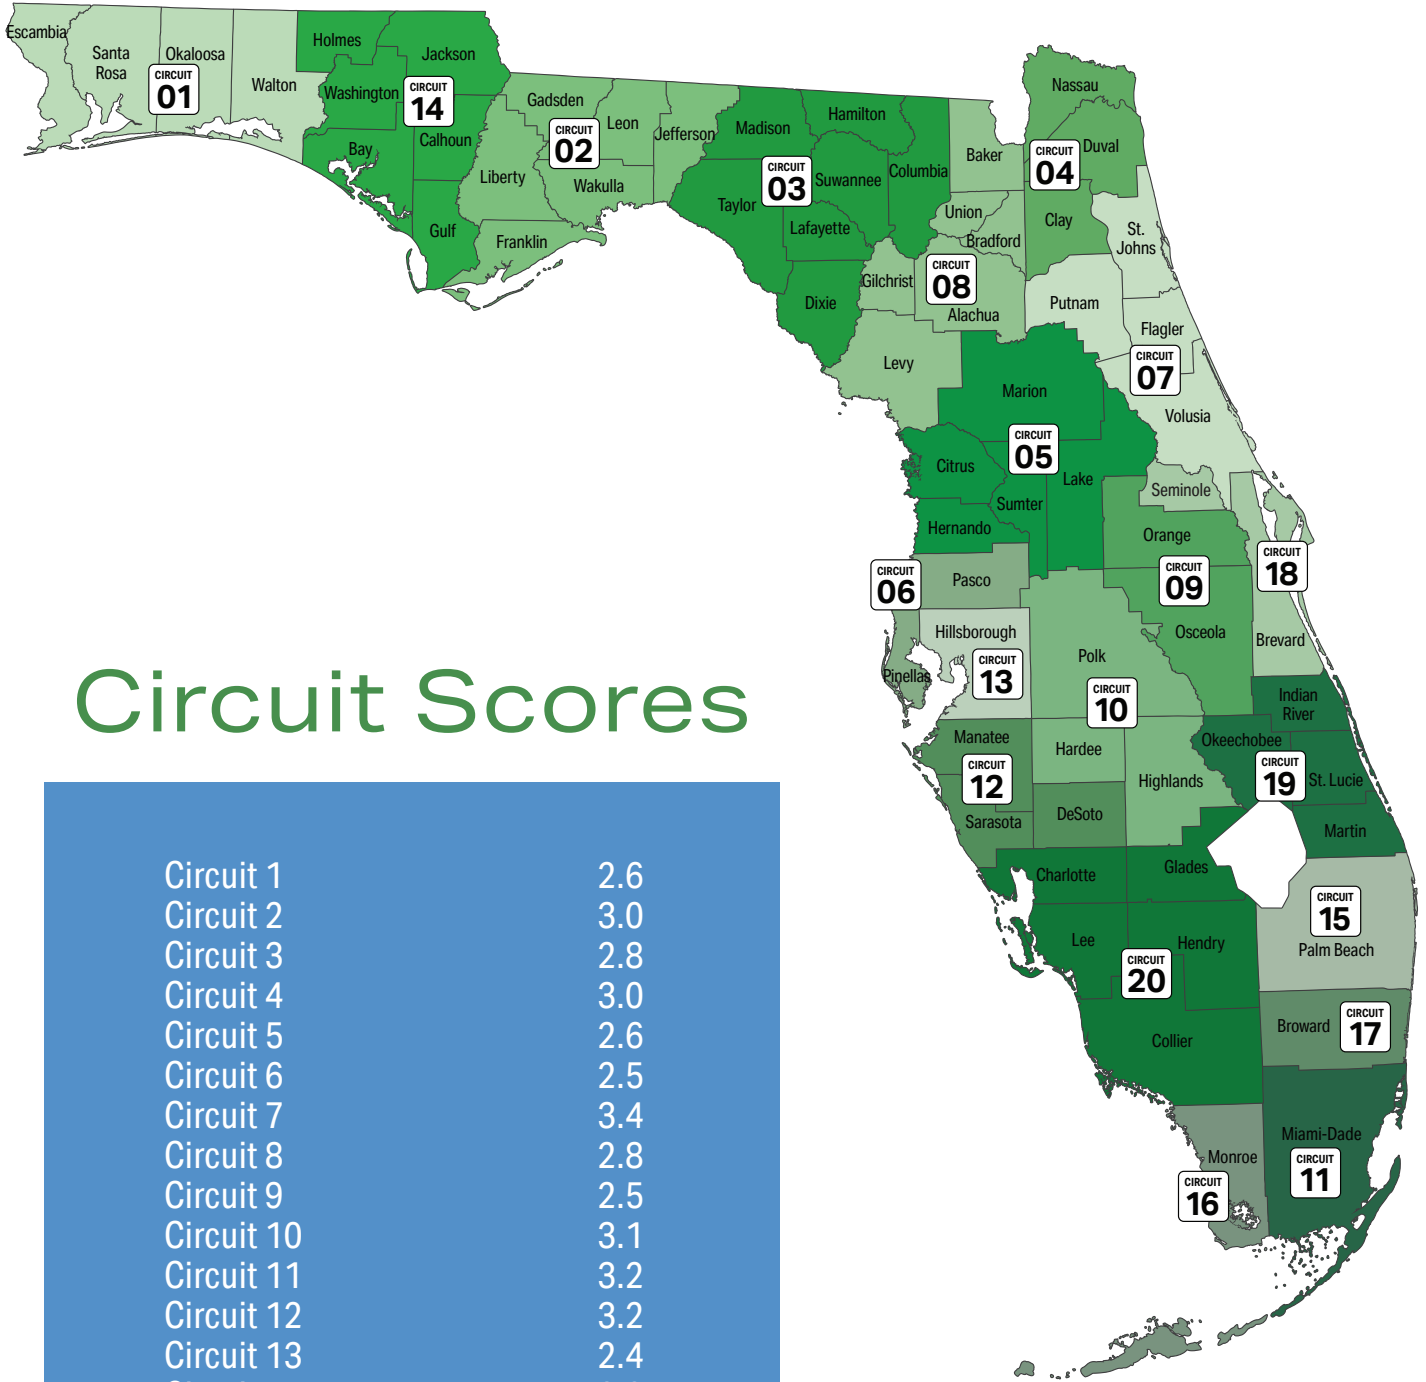 Escambia
Santa
Rosa
Okaloosa
CIRCUIT
01
Walton
Holmes
Jackson
Washington
CIRCUIT
14
Bay
Calhoun
Gulf
Gadsden
Leon
Jefferson
CIRCUIT
02
Liberty
Wakulla
Franklin
Madison
Hamilton
CIRCUIT
03
Suwannee
Columbia
Taylor
Lafayette
Dixie
Baker
Union
Bradford
Gilchrist
CIRCUIT
08
Alachua
Levy
Nassau
Duval
CIRCUIT
04
Clay
St.
Johns
Putnam
Flagler
CIRCUIT
07
Volusia
Marion
CIRCUIT
05
Citrus
Lake
Sumter
Hernando
Seminole
Orange
CIRCUIT
09
Osceola
CIRCUIT
18
Brevard
CIRCUIT
06
Pasco
Pinellas
Hillsborough
CIRCUIT
13
Polk
CIRCUIT
10
Hardee
Highlands
Indian
River
Okeechobee
CIRCUIT
19
St. Lucie
Martin
Manatee
CIRCUIT
12
Sarasota
DeSoto
Charlotte
Glades
Lee
Hendry
CIRCUIT
20
Collier
CIRCUIT
15
Palm Beach
Broward
CIRCUIT
17
Miami-Dade
CIRCUIT
11
Monroe
CIRCUIT
16
Circuit Scores
Circuit 1 2.6
Circuit 2 3.0
Circuit 3 2.8
Circuit 4 3.0
Circuit 5 2.6
Circuit 6 2.5
Circuit 7 3.4
Circuit 8 2.8
Circuit 9 2.5
Circuit 10 3.1
Circuit 11 3.2
Circuit 12 3.2
Circuit 13 2.4